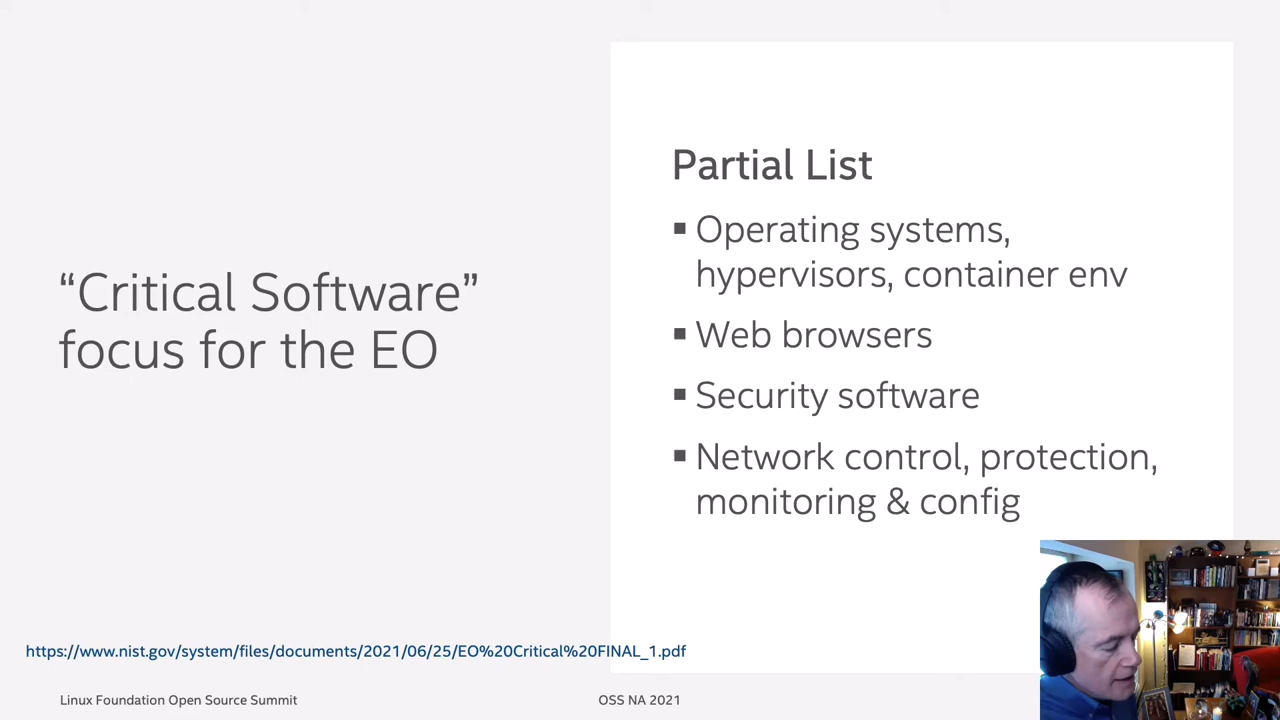 “Critical Software”
focus for the EO
Partial List
▪ Operating systems,
hypervisors, container env
▪ Web browsers
▪ Security software
▪ Network control, protection,
monitoring & config
https://www.nist.gov/system/files/documents/2021/06/25/EO%20Critical%20FINAL_1.pdf
Linux Foundation Open Source Summit
OSS NA 2021